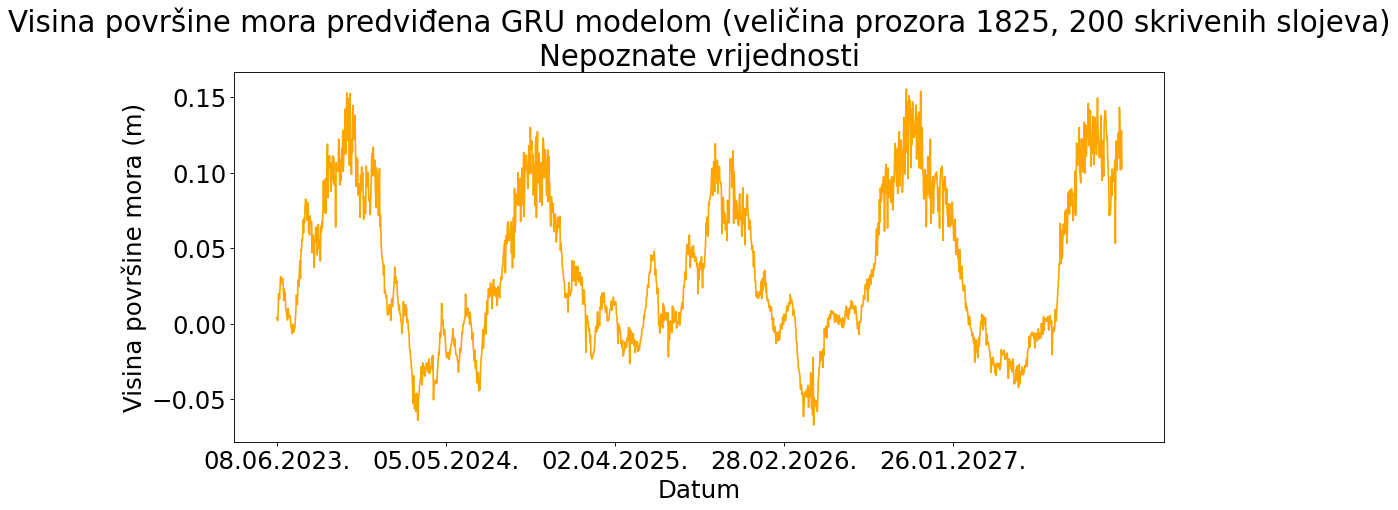 Visina površine mora predviđena GRU modelom (veličina prozora 1825, 200 skrivenih slojeva)
Nepoznate vrijednosti
Visina površine mora (m)
0.15
0.10
0.05
0.00
−0.05
08.06.2023. 05.05.2024. 02.04.2025. 28.02.2026. 26.01.2027.
Datum